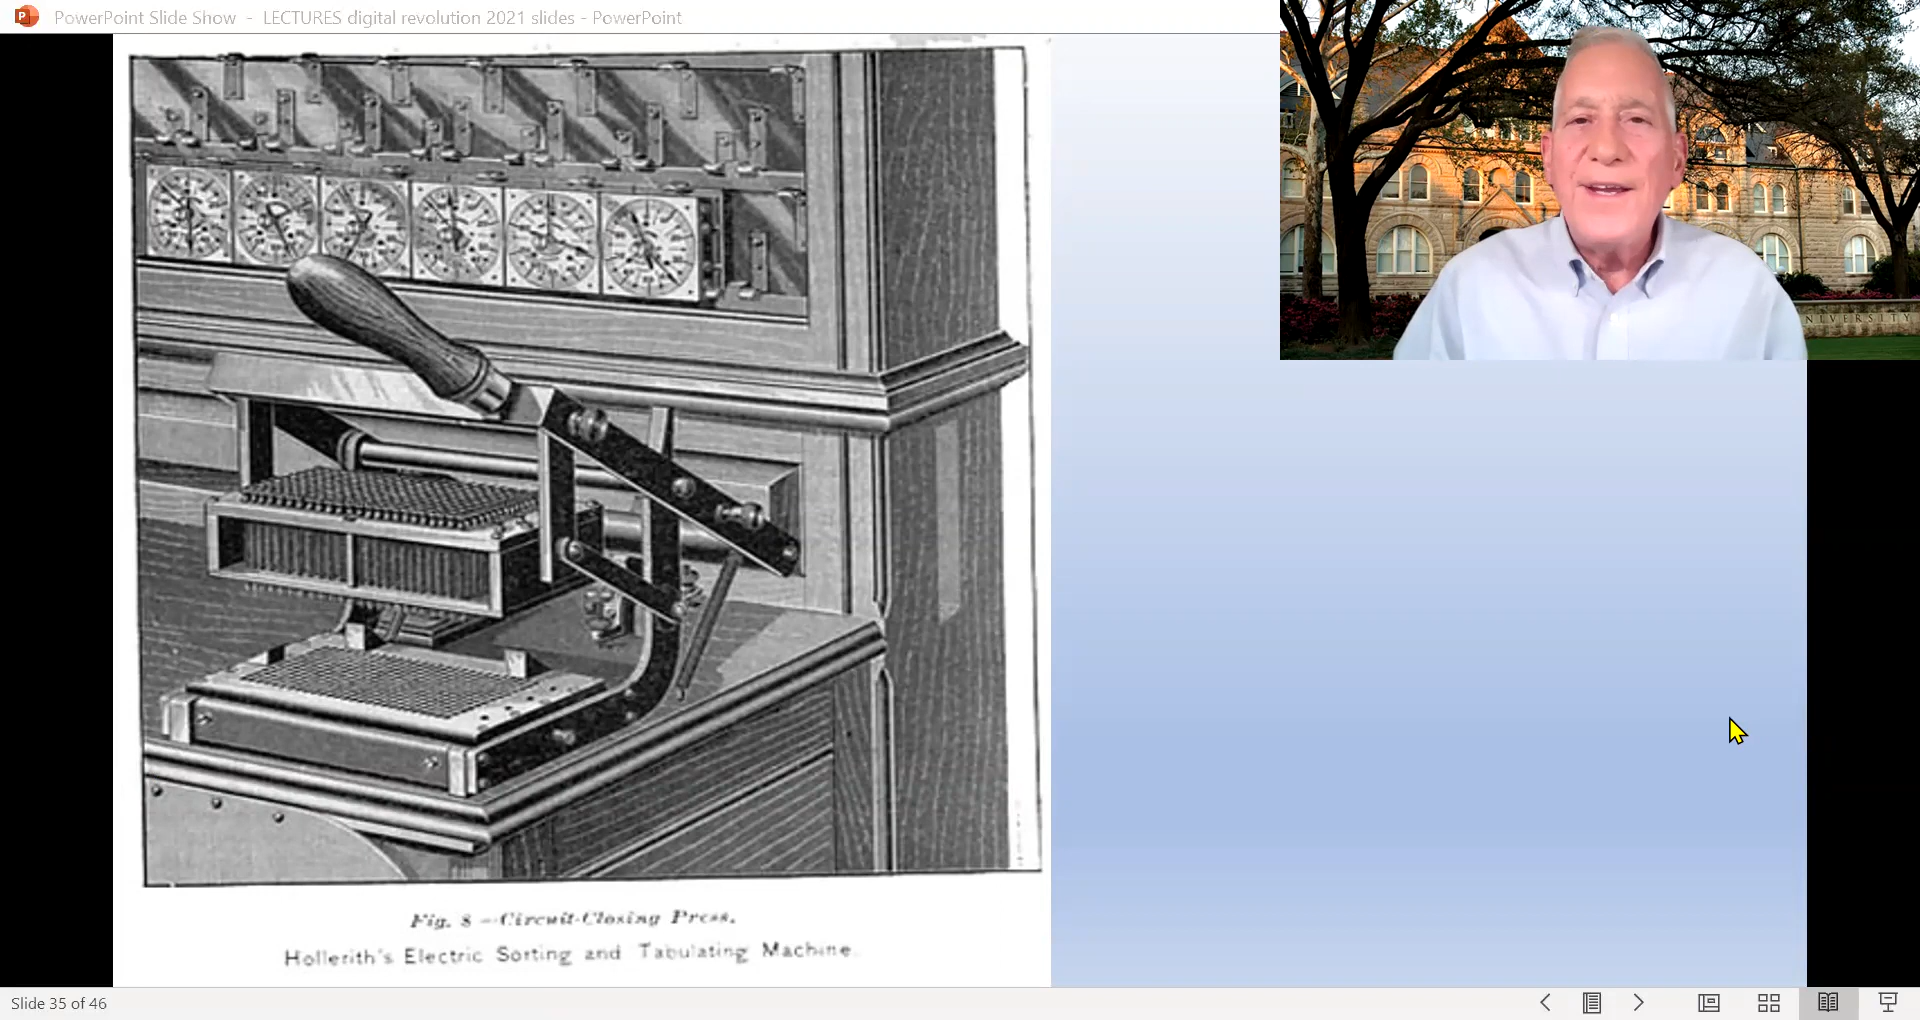 PowerPoint Slide Show - LECTURES digital revolution 2021 slides - PowerPoint
NIVERSITY
Fig. 8 —Circuit-Closing Press.
Hollerith's Electric Sorting and Tabulating Machine.
Slide 35 of 46